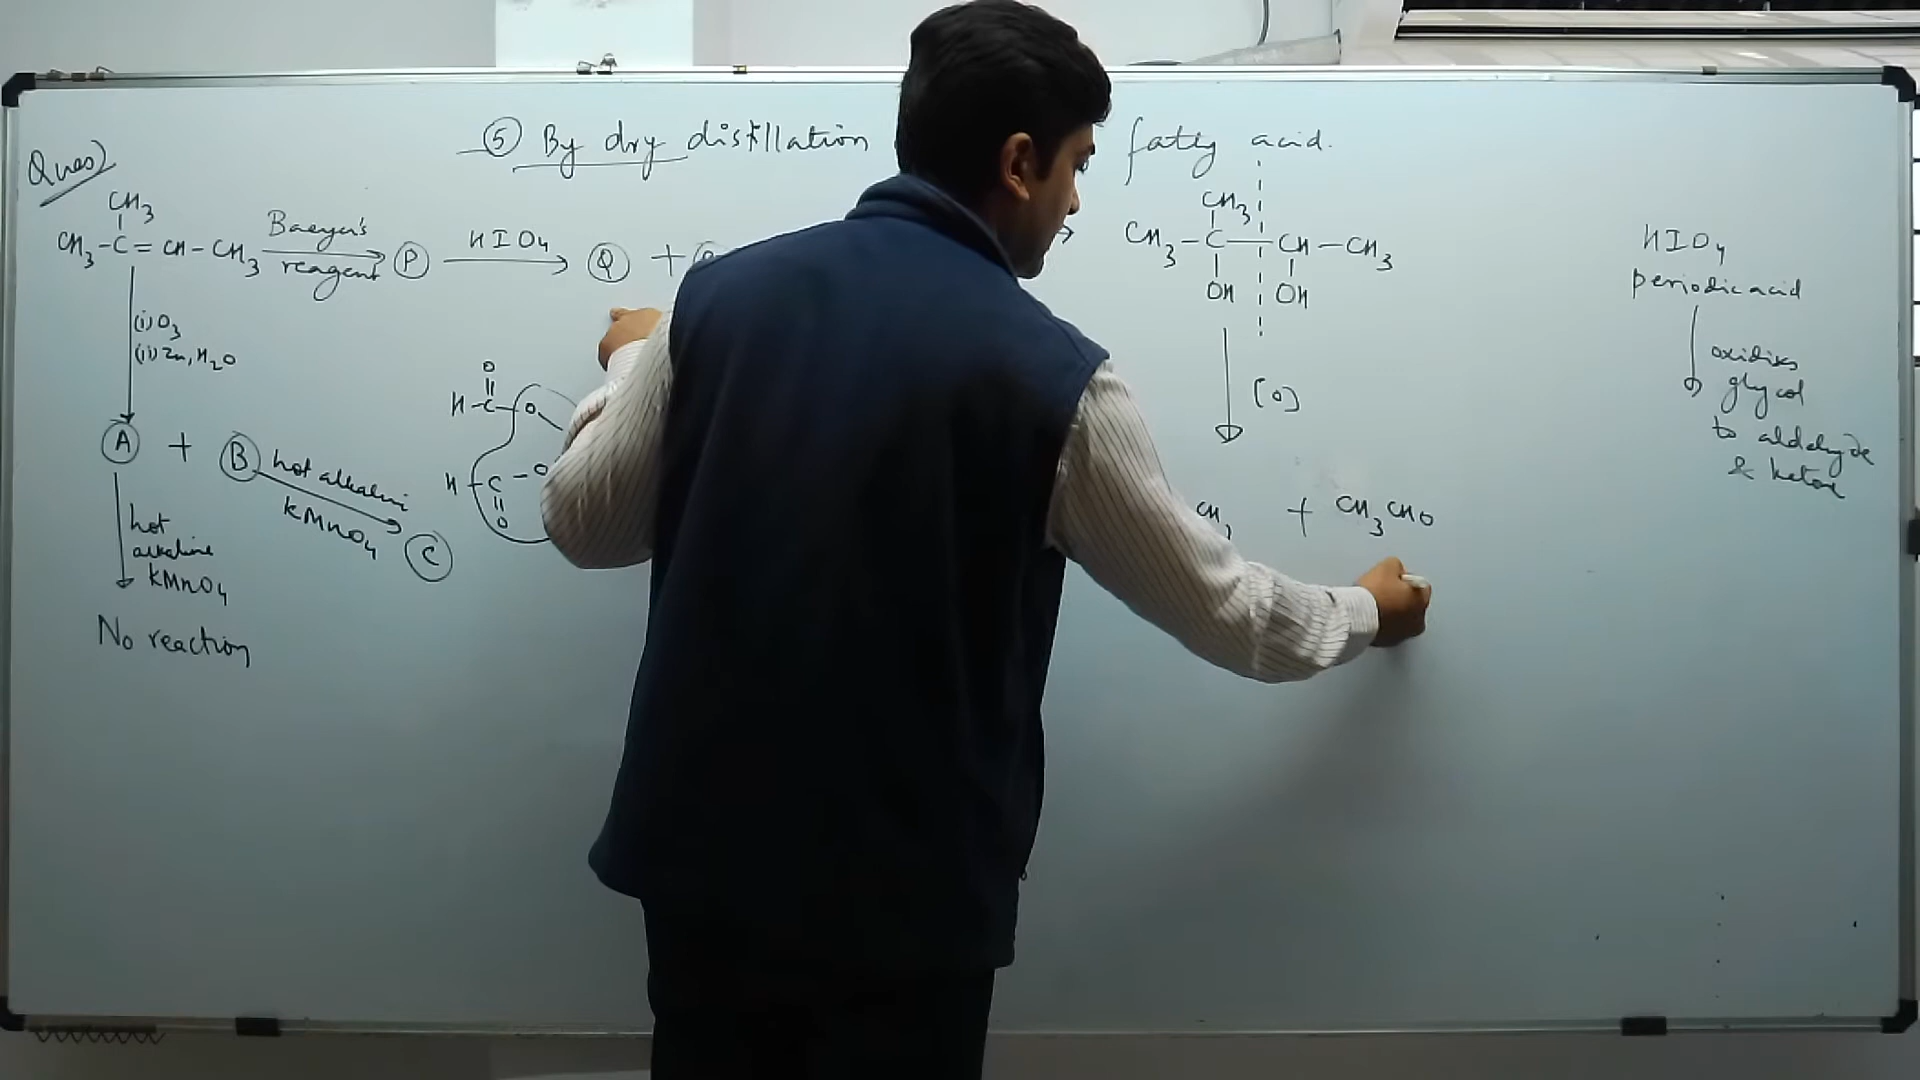 ⑤ By dry distillation fatty acid.
Ques)
CH3
CH3-C=CH-CH3 Baeyer's reagent P HIO4 Q +
(i) O3
(ii) Zn, H2O
A + B hot alkaline KMnO4 C
hot
alkaline
KMnO4
No reaction
O
H-C-O
H C-O
O
CH3
CH3-C-CH-CH3
OH OH
[O]
CH3 + CH3CHO
HIO4
periodic acid
oxidises
glycol
to aldehyde
& ketone